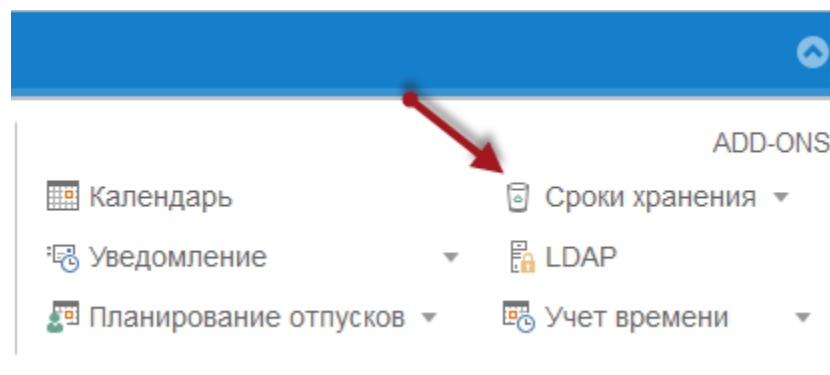 ADD-ONS
Календарь
Сроки хранения
Уведомление
LDAP
Планирование отпусков
Учет времени